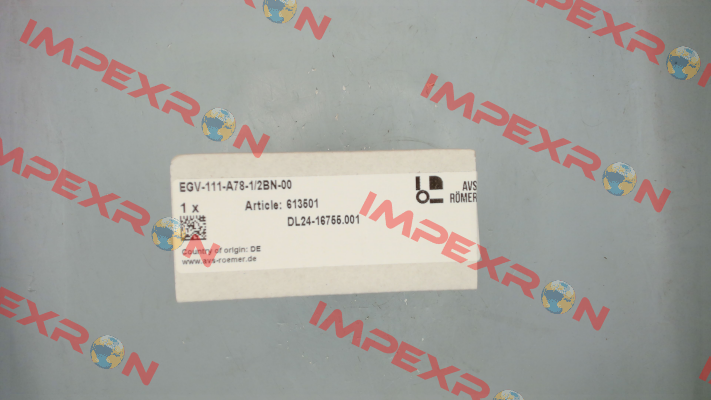 EGV-111-A78-1/2BN-00
1 x
Article: 613501
DL24-16755.001
Country of origin: DE
www.avs-roemer.de
AVS
RÖMER
IMPEXRON
IMPEXRON
IMPEXRON
IMPEXRON
IMPEXRON
IMPEXRON
IMPEXRON